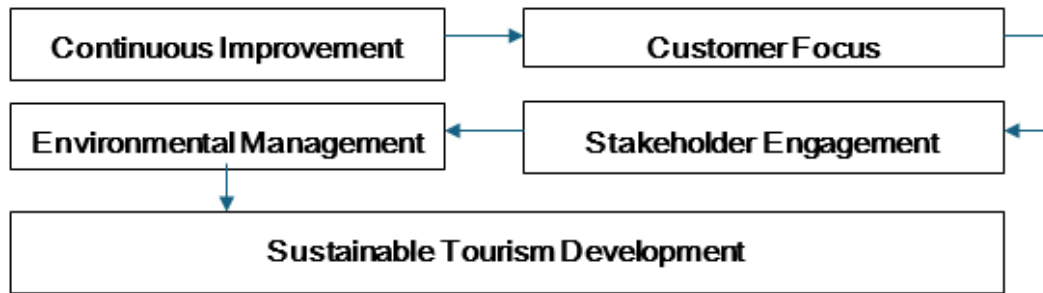 Continuous Improvement
Customer Focus
Environmental Management
Stakeholder Engagement
Sustainable Tourism Development